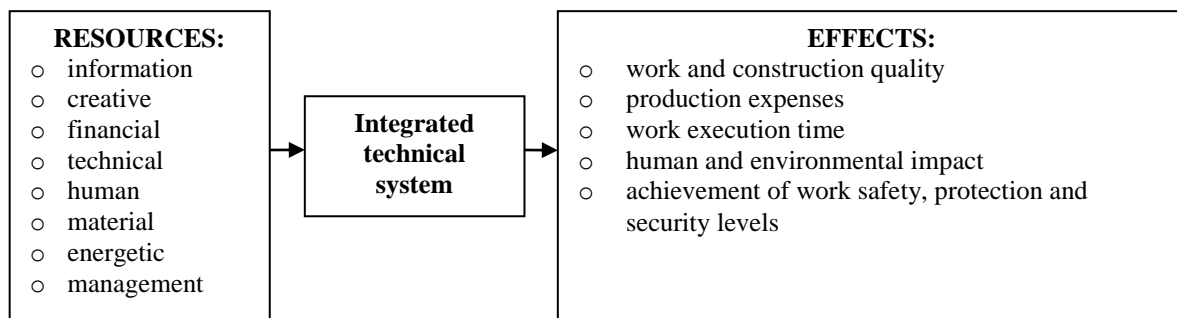 RESOURCES:
o information
o creative
o financial
o technical
o human
o material
o energetic
o management
Integrated
technical
system
EFFECTS:
o work and construction quality
o production expenses
o work execution time
o human and environmental impact
o achievement of work safety, protection and
security levels